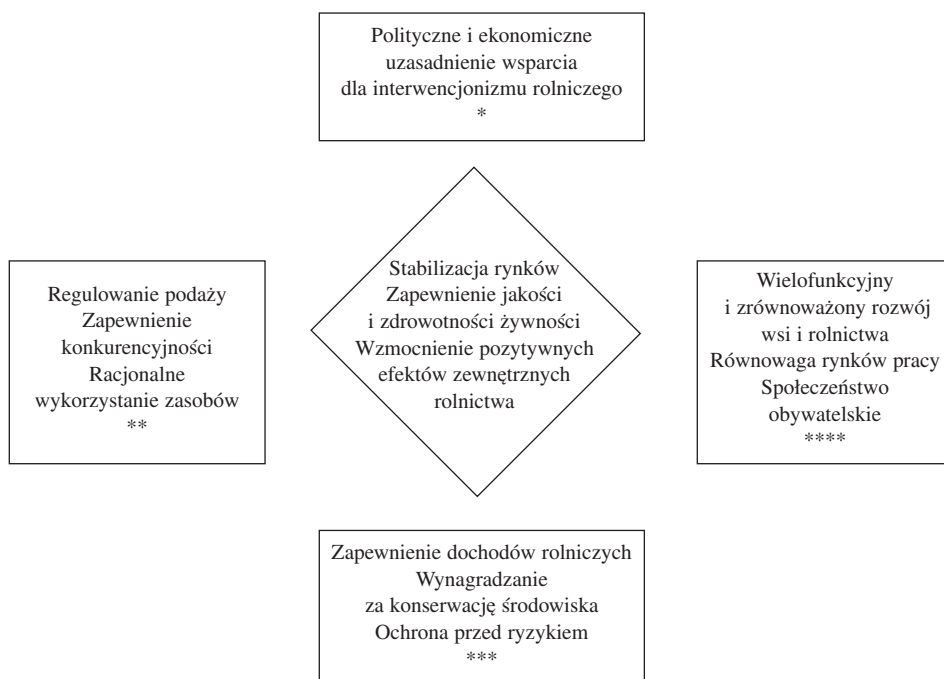 Polityczne i ekonomiczne
uzasadnienie wsparcia
dla interwencjonizmu rolniczego
*
Regulowanie podaży
Zapewnienie
konkurencyjności
Racjonalne
wykorzystanie zasobów
**
Stabilizacja rynków
Zapewnienie jakości
i zdrowotności żywności
Wzmocnienie pozytywnych
efektów zewnętrznych
rolnictwa
Wielofunkcyjny
i zrównoważony rozwój
wsi i rolnictwa
Równowaga rynków pracy
Społeczeństwo
obywatelskie
****
Zapewnienie dochodów rolniczych
Wynagradzanie
za konserwację środowiska
Ochrona przed ryzykiem
***